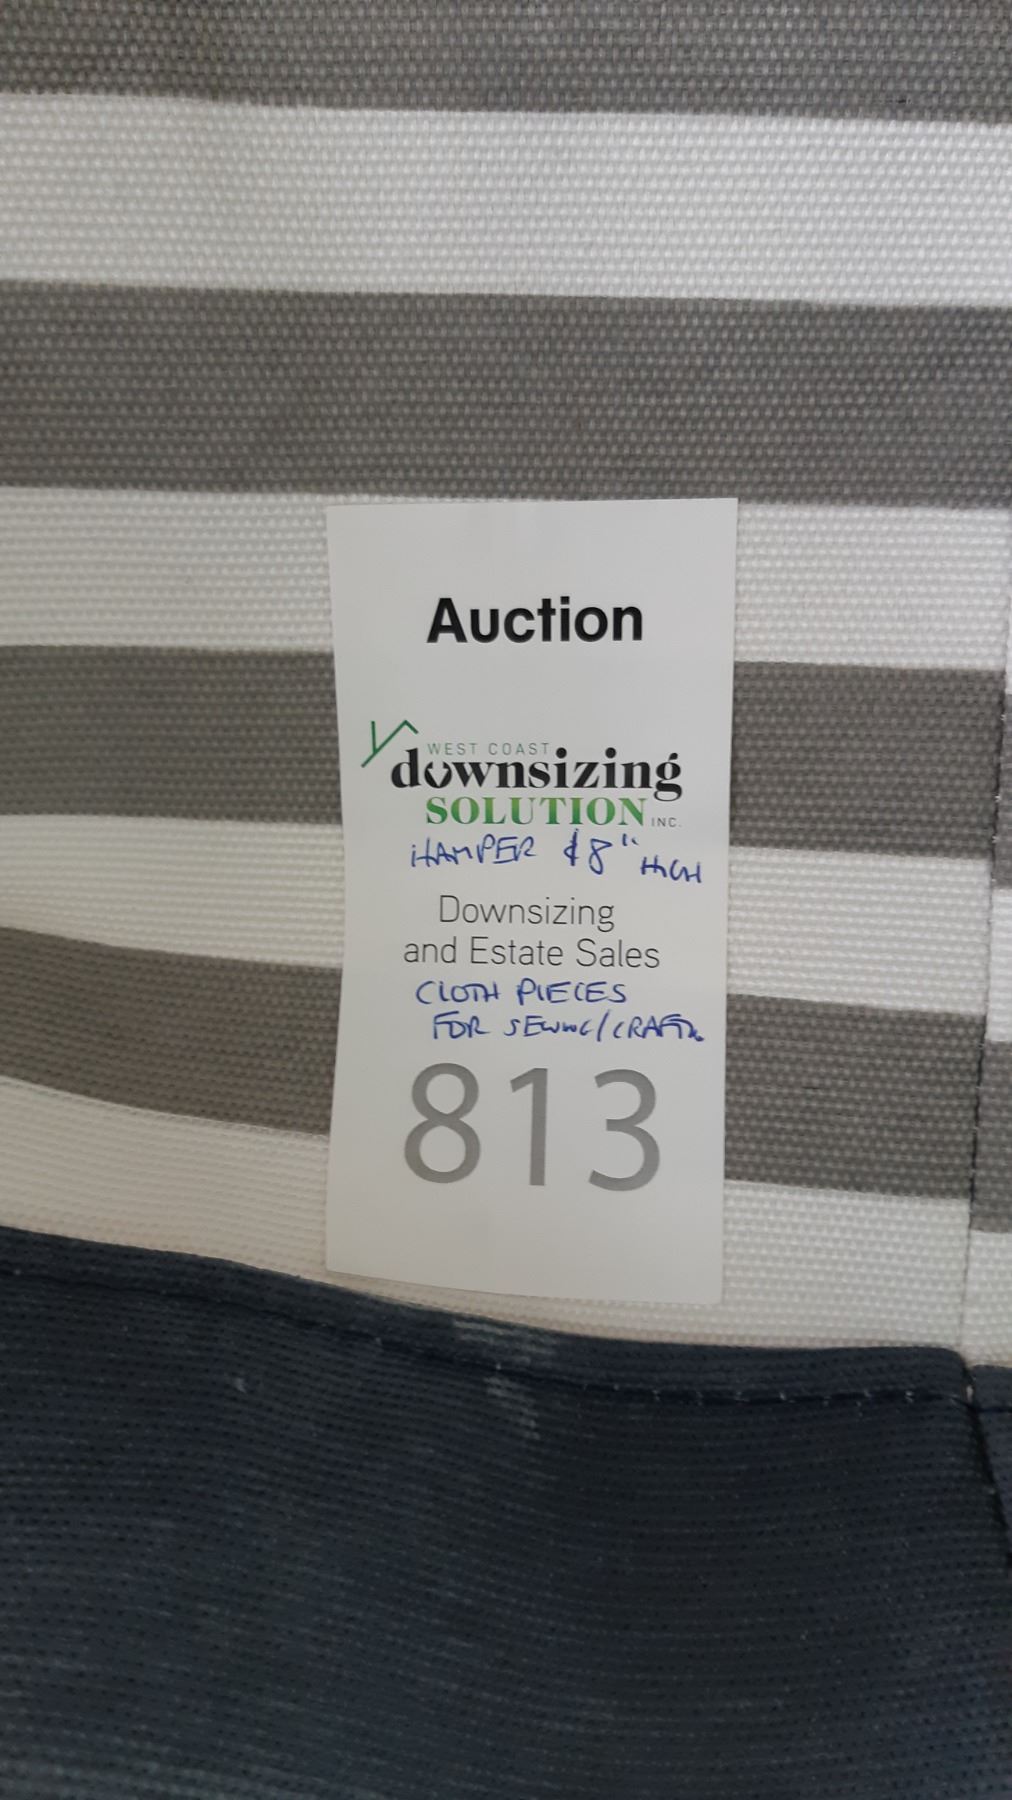 Auction
WEST COAST
downsizing
SOLUTION INC.
HAMPER 18" HIGH
Downsizing
and Estate Sales
CLOTH PIECES
FOR SEWING/CRAFTS
813